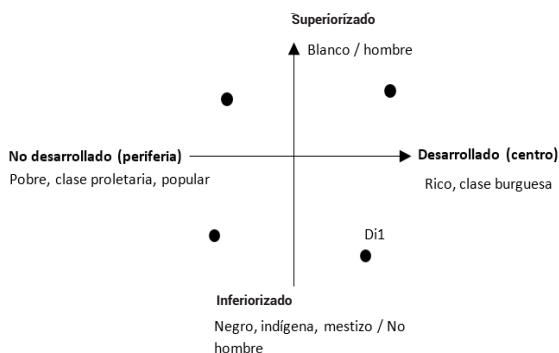 Superiorizado
Blanco / hombre
No desarrollado (periferia)
Pobre, clase proletaria, popular
Desarrollado (centro)
Rico, clase burguesa
Di1
Inferiorizado
Negro, indígena, mestizo / No
hombre